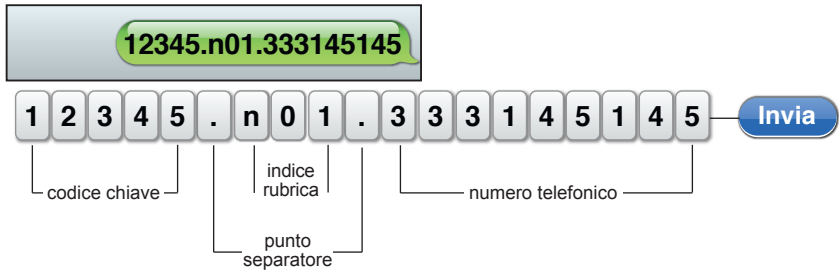 12345.n01.333145145
1 2 3 4 5 . n 0 1 . 3 3 3 1 4 5 1 4 5 Invia
codice chiave
indice
rubrica
numero telefonico
punto
separatore